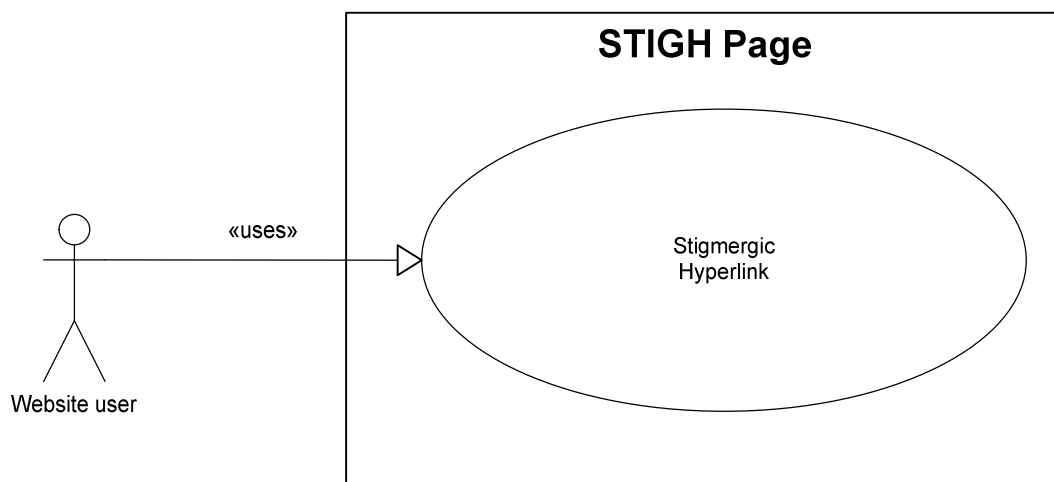 STIGH Page
«uses»
Stigmergic
Hyperlink
Website user